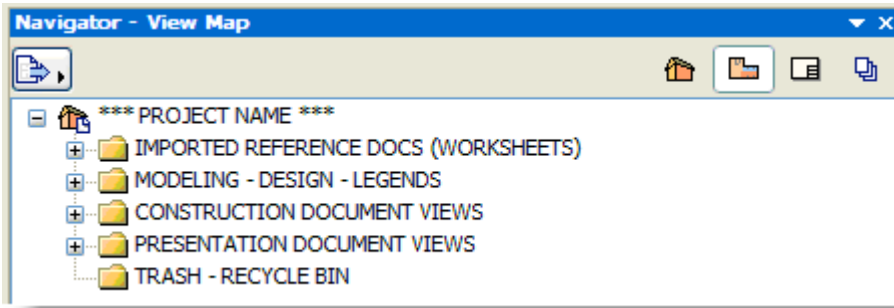 Navigator - View Map
*** PROJECT NAME ***
IMPORTED REFERENCE DOCS (WORKSHEETS)
MODELING - DESIGN - LEGENDS
CONSTRUCTION DOCUMENT VIEWS
PRESENTATION DOCUMENT VIEWS
TRASH - RECYCLE BIN